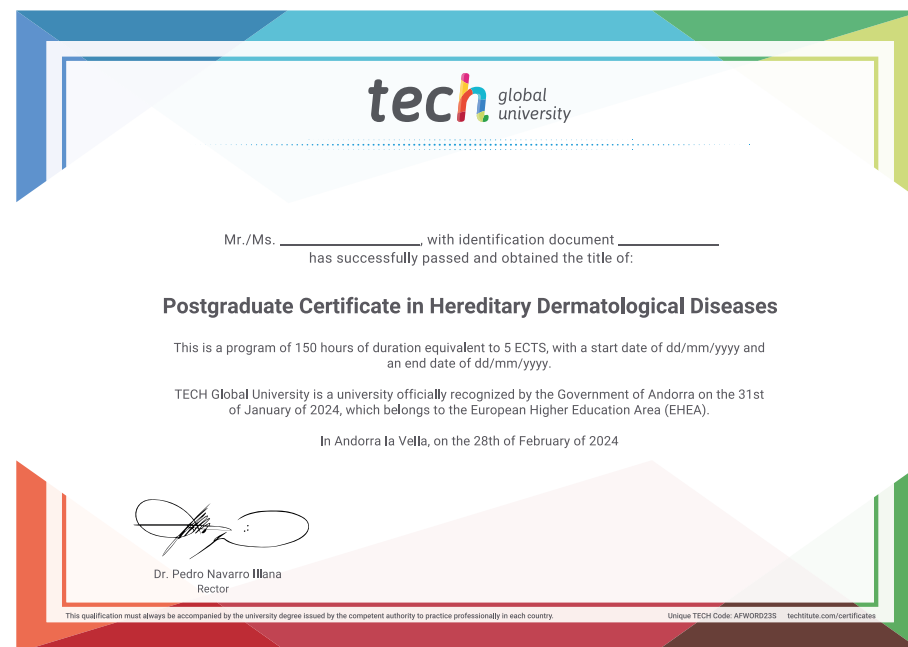 tech global university
Mr./Ms. ____________________, with identification document ______________
has successfully passed and obtained the title of:
Postgraduate Certificate in Hereditary Dermatological Diseases
This is a program of 150 hours of duration equivalent to 5 ECTS, with a start date of dd/mm/yyyy and
an end date of dd/mm/yyyy.
TECH Global University is a university officially recognized by the Government of Andorra on the 31st
of January of 2024, which belongs to the European Higher Education Area (EHEA).
In Andorra la Vella, on the 28th of February of 2024
Dr. Pedro Navarro Illana
Rector
This qualification must always be accompanied by the university degree issued by the competent authority to practice professionally in each country. Unique TECH Code: AFWORD23S techtitute.com/certificates